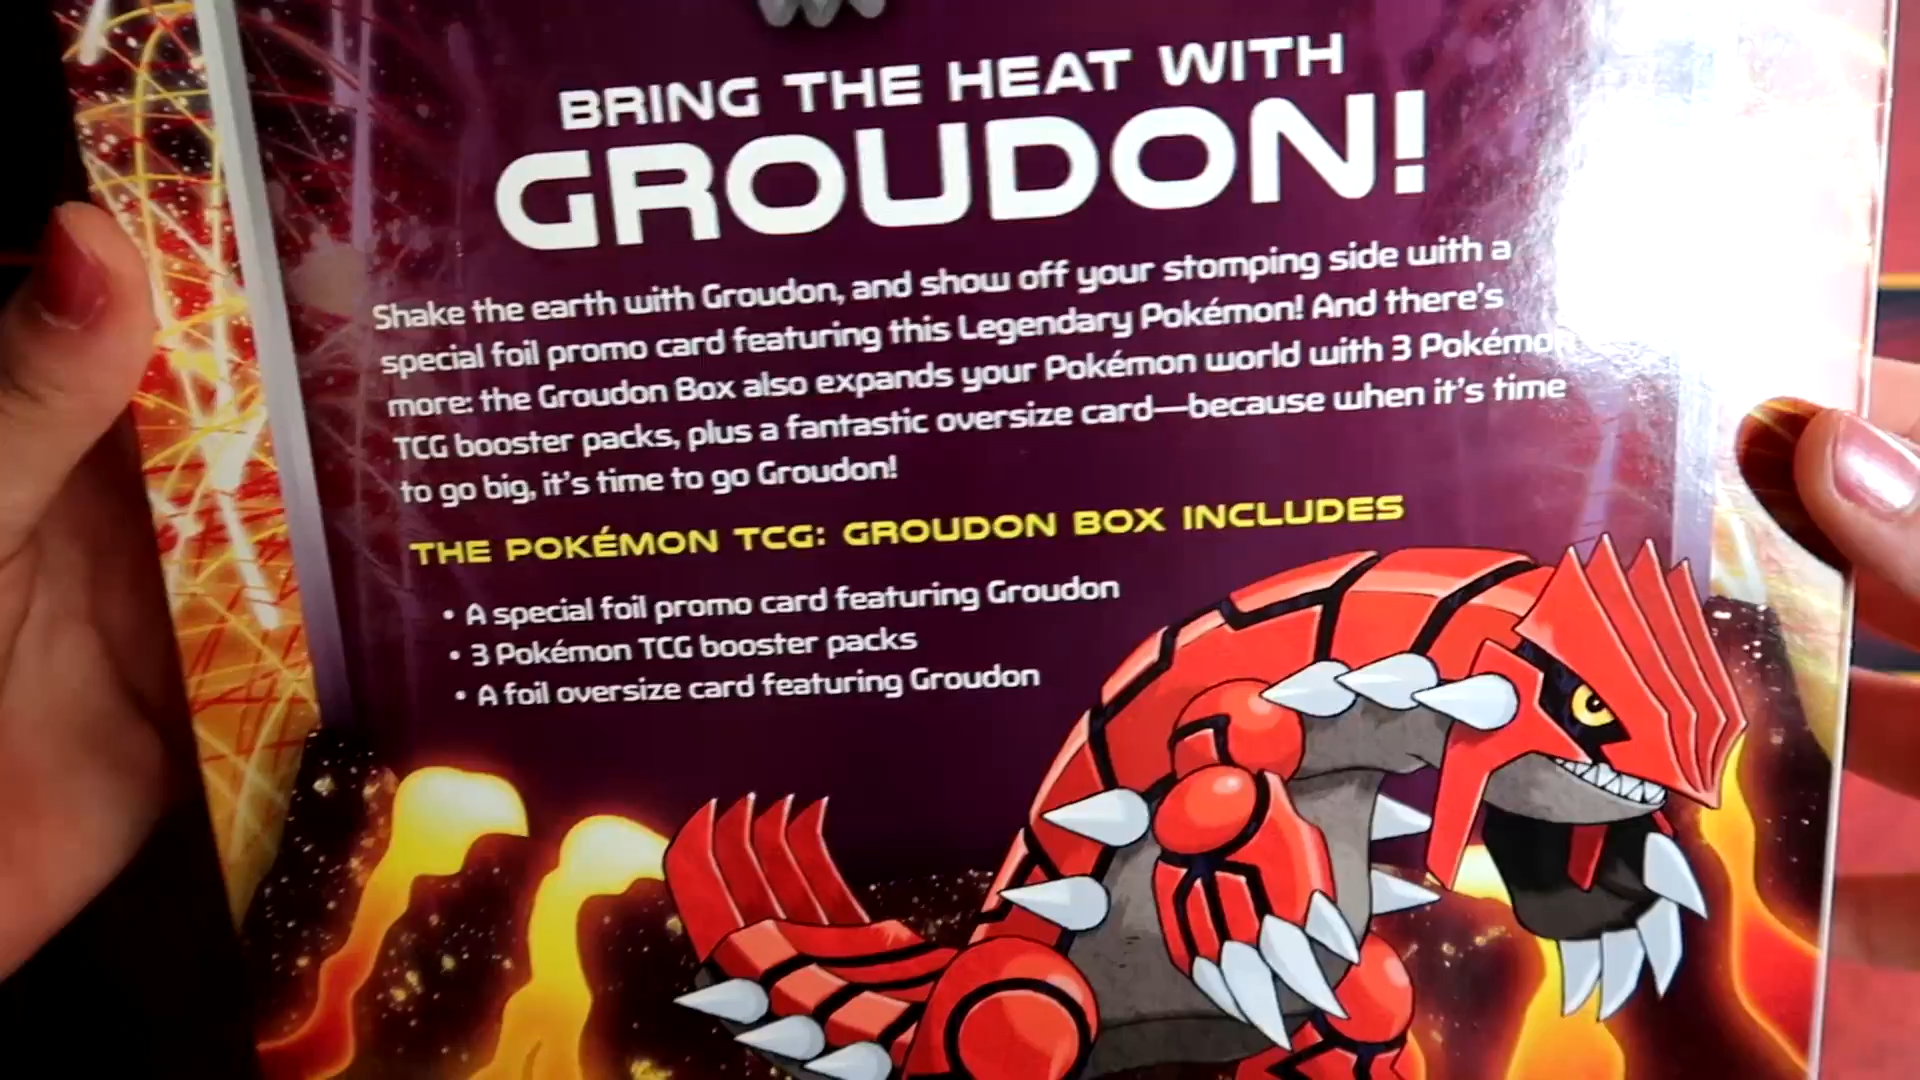 BRING THE HEAT WITH
GROUDON!
Shake the earth with Groudon, and show off your stomping side with a
special foil promo card featuring this Legendary Pokémon! And there's
more: the Groudon Box also expands your Pokémon world with 3 Pokémon
TCG booster packs, plus a fantastic oversize card—because when it's time
to go big, it's time to go Groudon!
THE POKÉMON TCG: GROUDON BOX INCLUDES
• A special foil promo card featuring Groudon
• 3 Pokémon TCG booster packs
• A foil oversize card featuring Groudon